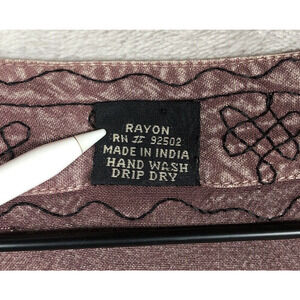 RAYON
RN # 92502
MADE IN INDIA
HAND WASH
DRIP DRY